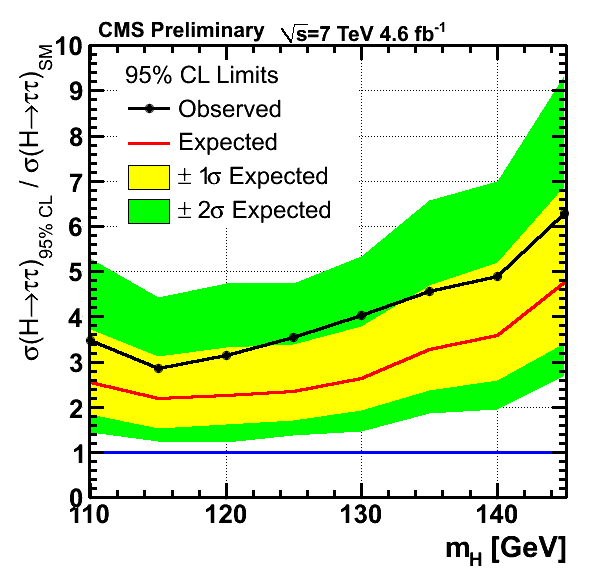 CMS Preliminary √s=7 TeV 4.6 fb⁻¹
σ(H→ττ)95% CL / σ(H→ττ)SM
95% CL Limits
Observed
Expected
± 1σ Expected
± 2σ Expected
10
9
8
7
6
5
4
3
2
1
0
110 120 130 140
mH [GeV]